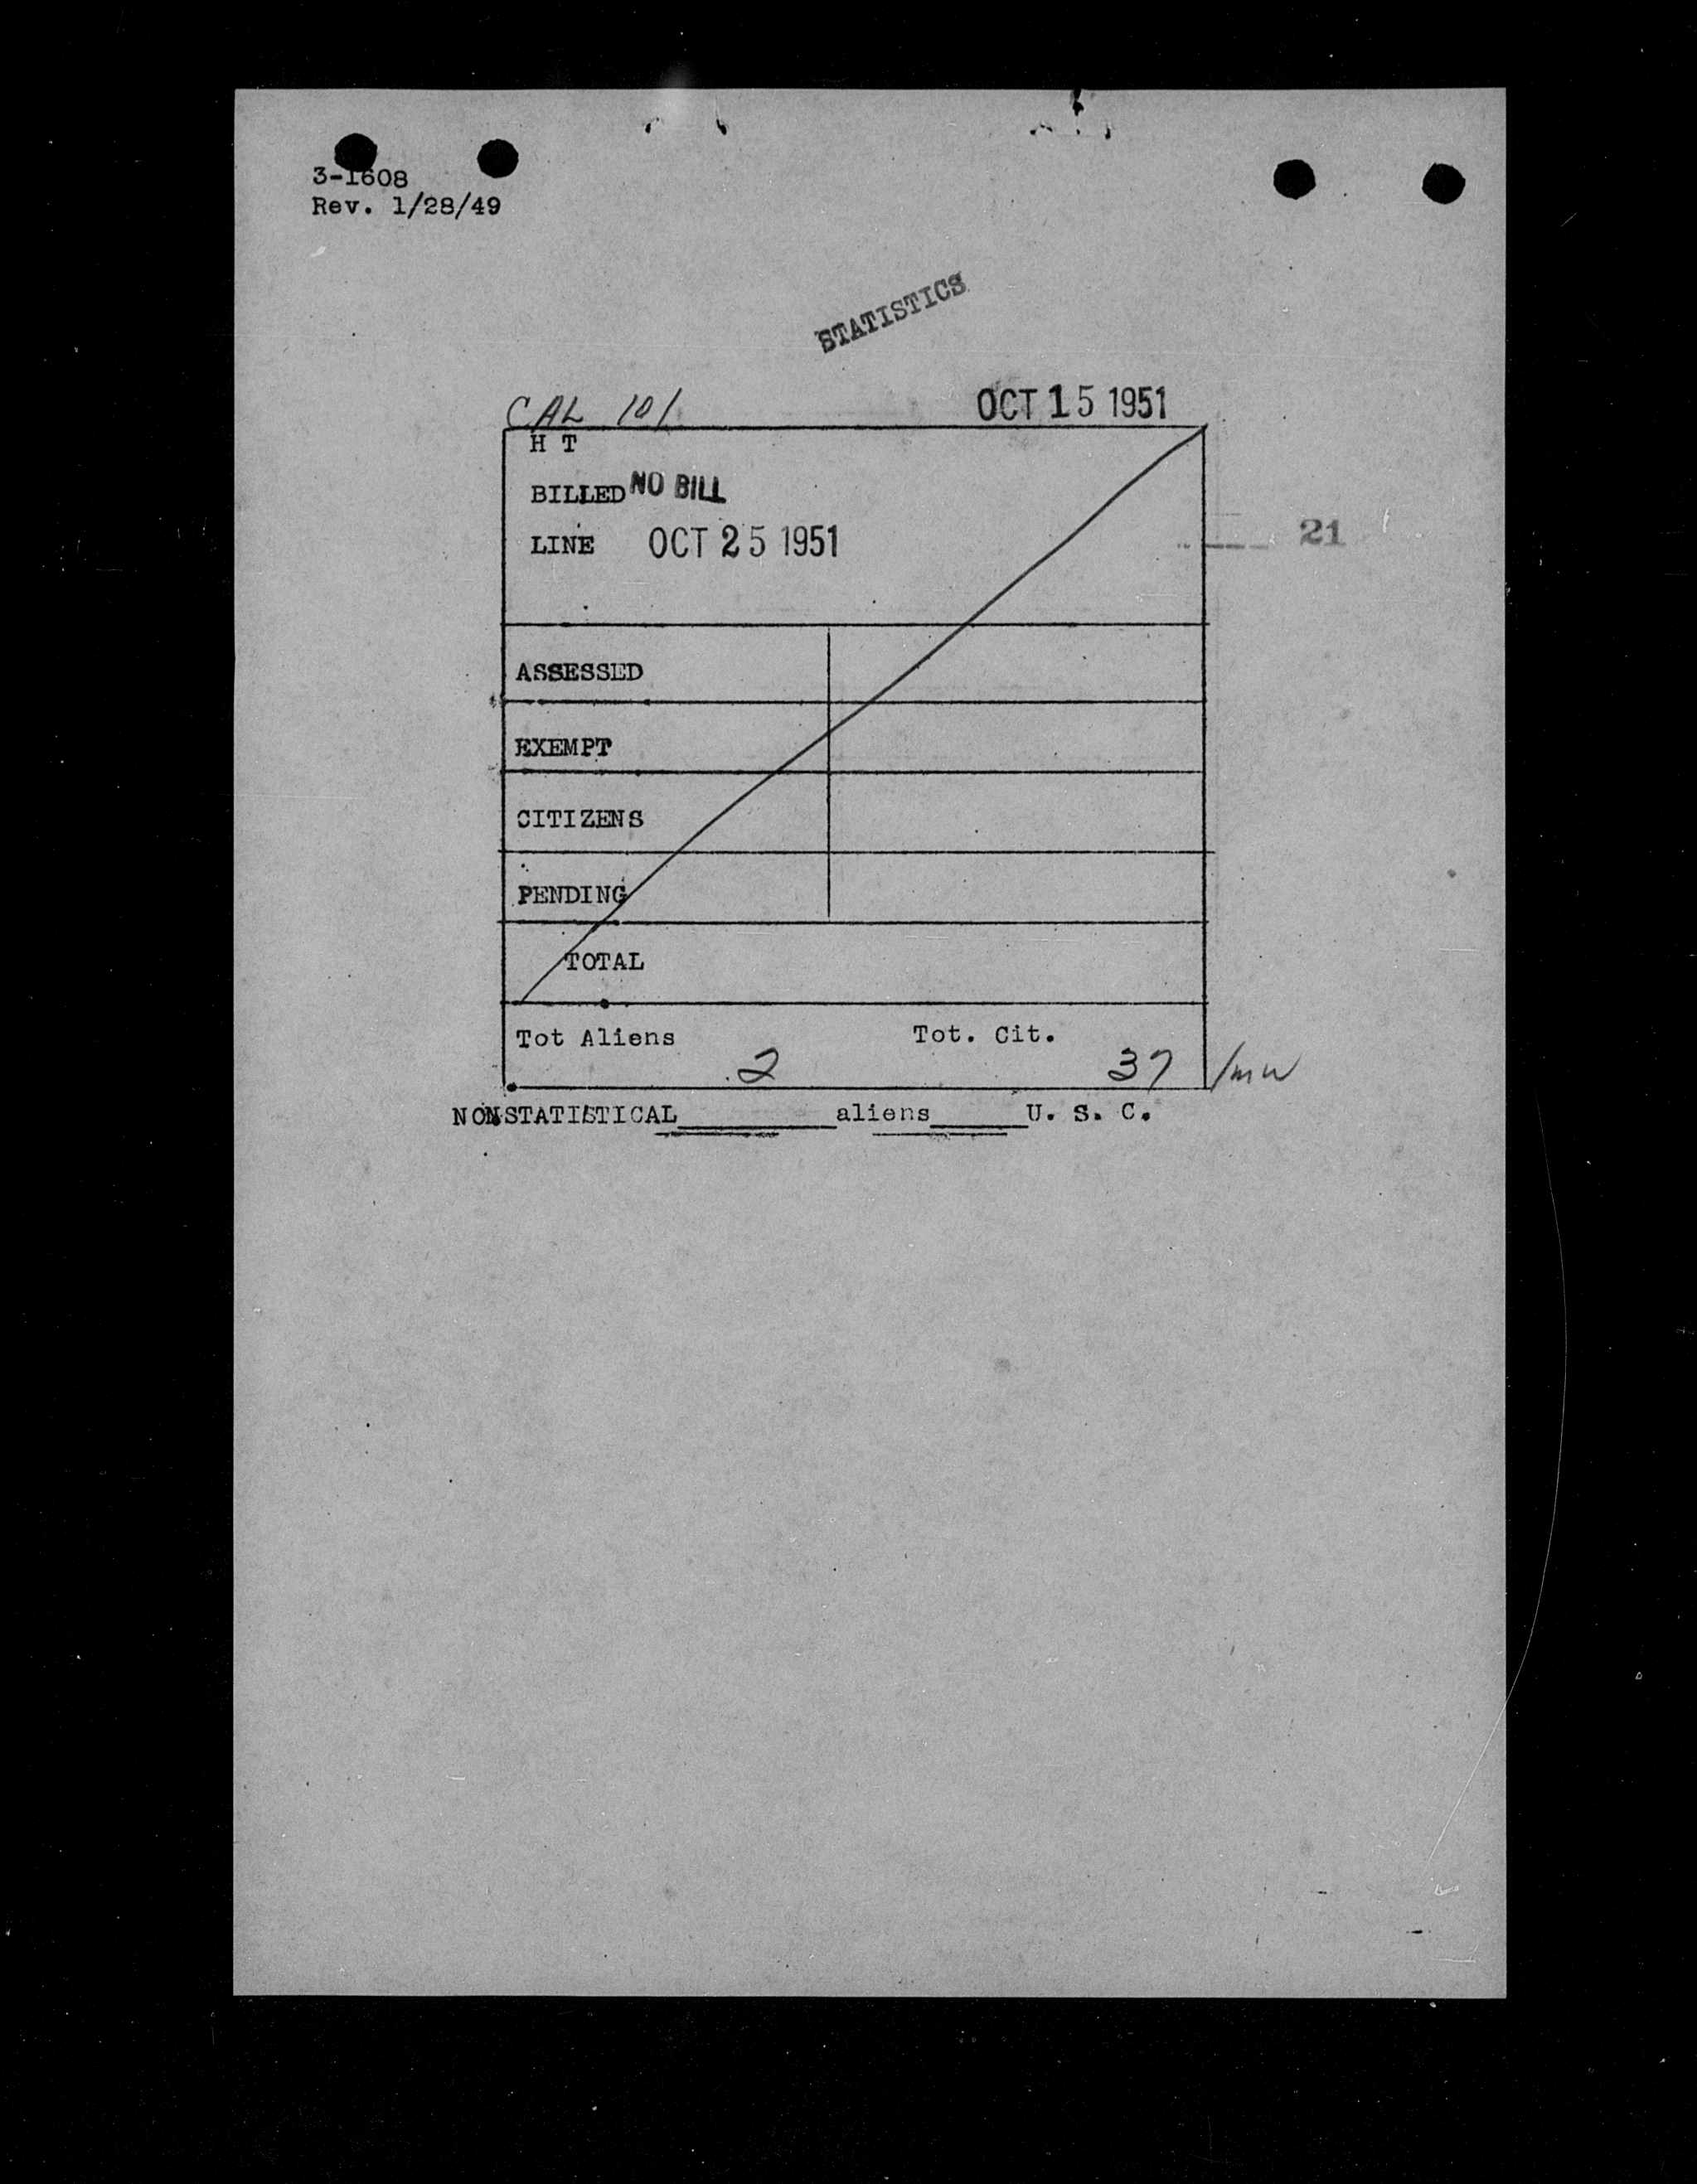 3-1608
Rev. 1/28/49
STATISTICS
CAL 101 OCT 15 1951
H T
BILLED NO BILL
LINE OCT 25 1951
21
ASSESSED
EXEMPT
CITIZENS
PENDING
TOTAL
Tot Aliens Tot. Cit.
2 37 /mw
NONSTATISTICAL aliens U. S. C.